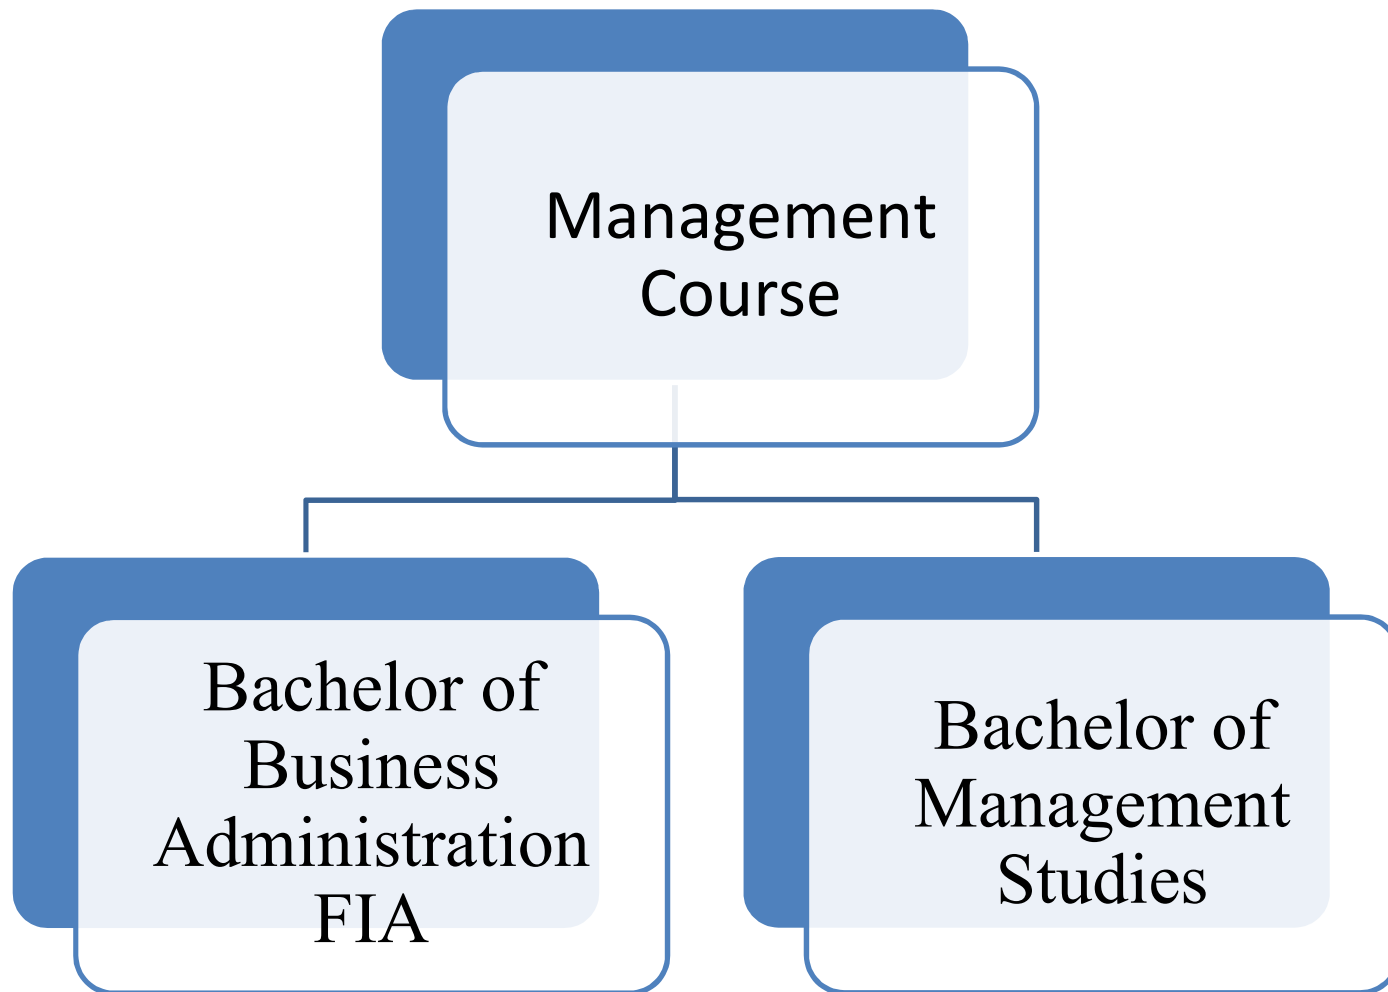 Management
Course
Bachelor of
Business
Administration
FIA
Bachelor of
Management
Studies